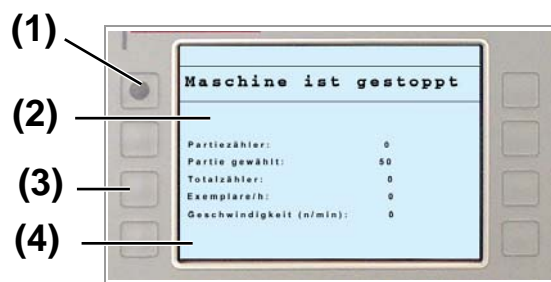 (1)
Maschine ist gestoppt
(2)
Partiezähler: 0
Partie gewählt: 50
(3)
Totalzähler: 0
Exemplare/h: 0
Geschwindigkeit (n/min): 0
(4)